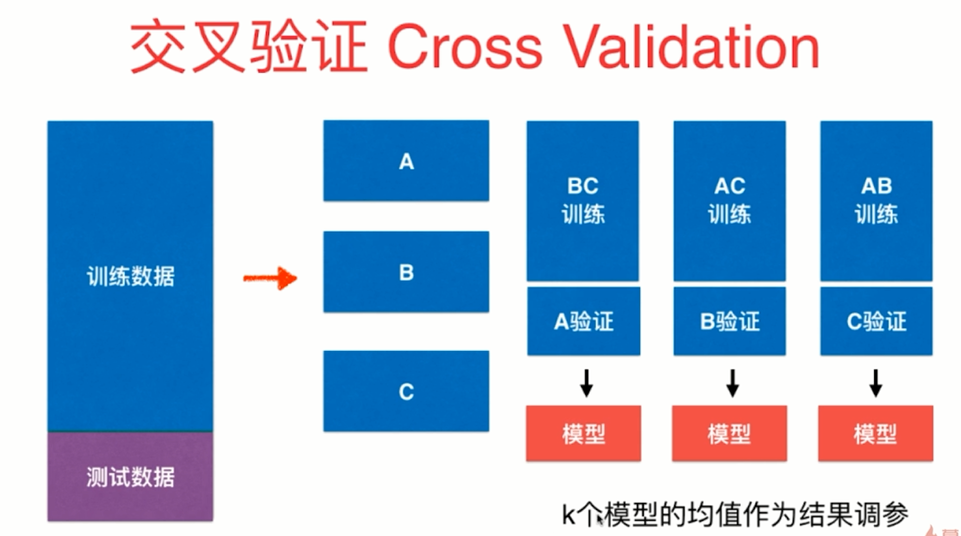 交叉验证 Cross Validation
训练数据
测试数据
A
B
C
BC
训练
A验证
模型
AC
训练
B验证
模型
AB
训练
C验证
模型
k个模型的均值作为结果调参